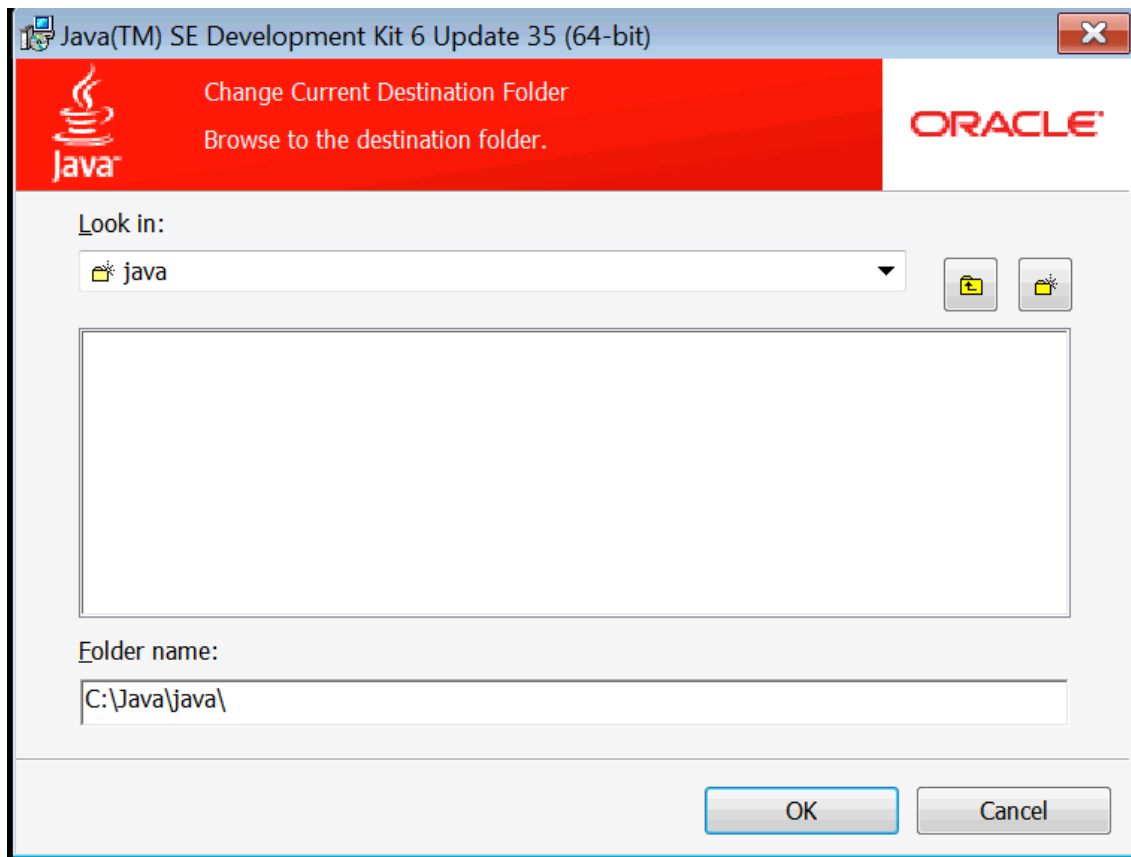 Java(TM) SE Development Kit 6 Update 35 (64-bit)
Change Current Destination Folder
Browse to the destination folder.
Java™
ORACLE®
Look in:
java
Folder name:
C:\Java\java\
OK
Cancel